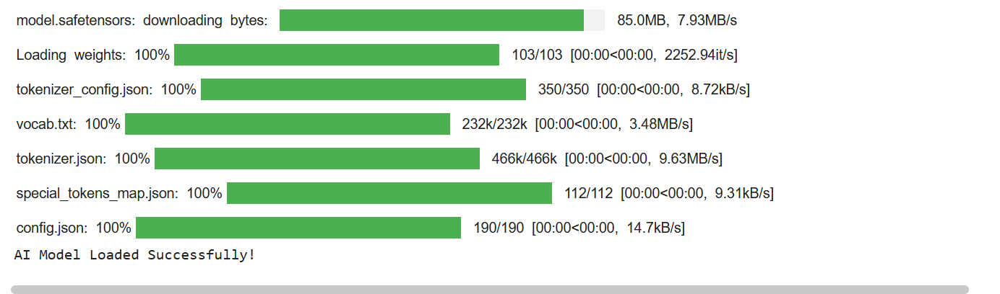 model.safetensors: downloading bytes: 85.0MB, 7.93MB/s
Loading weights: 100% 103/103 [00:00<00:00, 2252.94it/s]
tokenizer_config.json: 100% 350/350 [00:00<00:00, 8.72kB/s]
vocab.txt: 100% 232k/232k [00:00<00:00, 3.48MB/s]
tokenizer.json: 100% 466k/466k [00:00<00:00, 9.63MB/s]
special_tokens_map.json: 100% 112/112 [00:00<00:00, 9.31kB/s]
config.json: 100% 190/190 [00:00<00:00, 14.7kB/s]
AI Model Loaded Successfully!